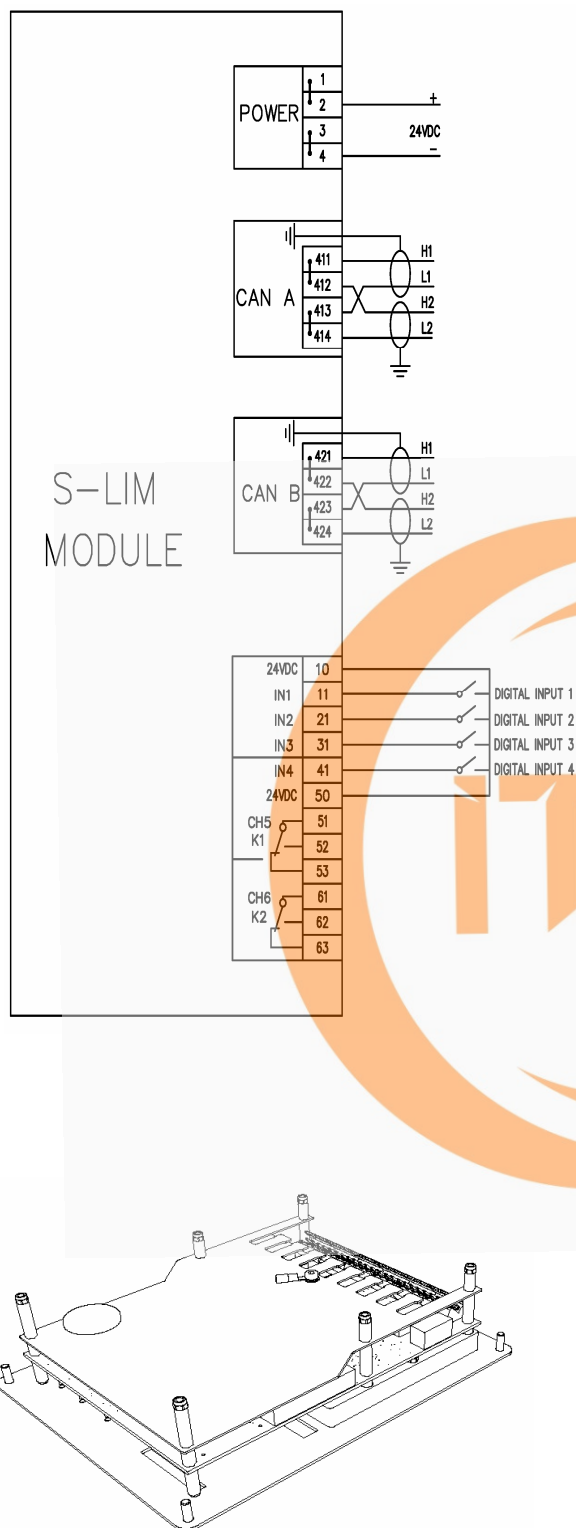 1
POWER 2 +
3 24VDC
4 -
411 H1
412 L1
CAN A
413 H2
414 L2
421 H1
422 L1
CAN B
423 H2
424 L2
S-LIM
MODULE
24VDC 10
IN1 11 DIGITAL INPUT 1
IN2 21 DIGITAL INPUT 2
IN3 31 DIGITAL INPUT 3
IN4 41 DIGITAL INPUT 4
24VDC 50
CH5 51
K1 52
53
CH6 61
K2 62
63